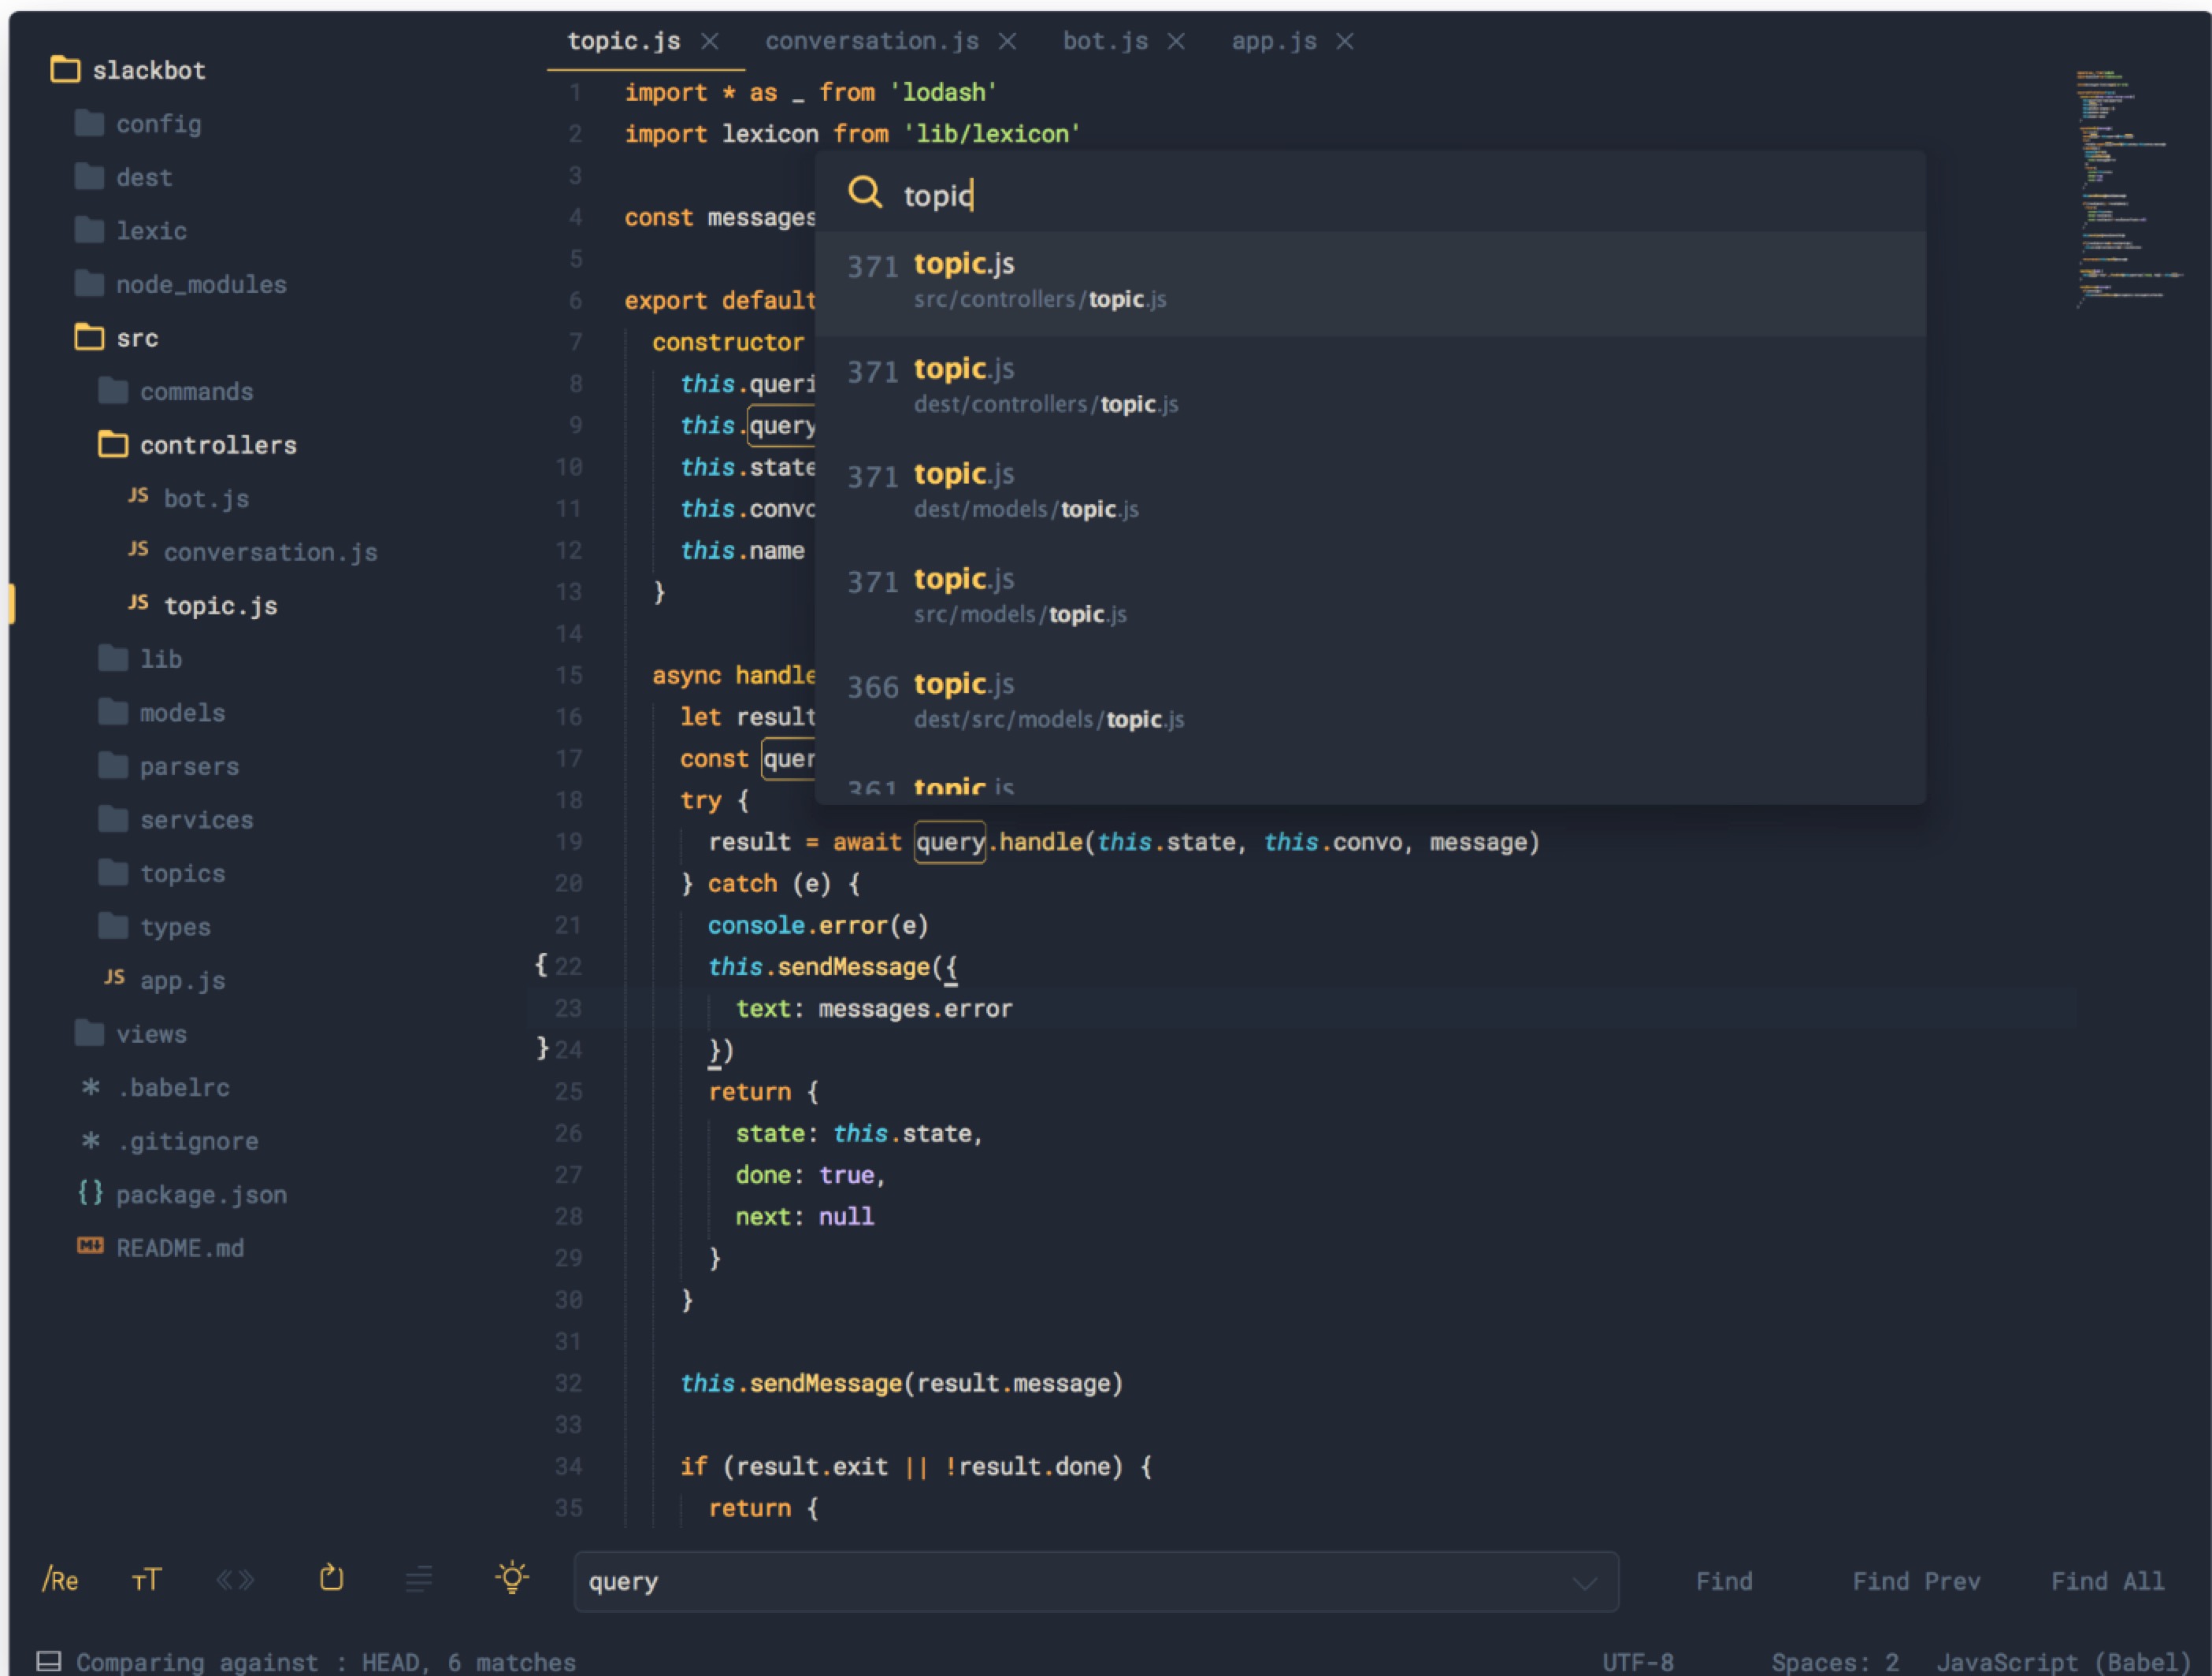 slackbot
config
dest
lexic
node_modules
src
commands
controllers
JS bot.js
JS conversation.js
JS topic.js
lib
models
parsers
services
topics
types
JS app.js
views
* .babelrc
* .gitignore
{} package.json
README.md
topic.js × conversation.js × bot.js × app.js ×
1 import * as _ from 'lodash'
2 import lexicon from 'lib/lexicon'
3
4 const messages
5
6 export default
7 constructor
8 this.queri
9 this.query
10 this.state
11 this.convo
12 this.name
13 }
14
15 async handle
16 let result
17 const quer
18 try {
19 result = await query.handle(this.state, this.convo, message)
20 } catch (e) {
21 console.error(e)
{ 22 this.sendMessage({
23 text: messages.error
} 24 })
25 return {
26 state: this.state,
27 done: true,
28 next: null
29 }
30 }
31
32 this.sendMessage(result.message)
33
34 if (result.exit || !result.done) {
35 return {
topic
371 topic.js
src/controllers/topic.js
371 topic.js
dest/controllers/topic.js
371 topic.js
dest/models/topic.js
371 topic.js
src/models/topic.js
366 topic.js
dest/src/models/topic.js
361 topic.js
/Re TT «» query Find Find Prev Find All
Comparing against : HEAD, 6 matches UTF-8 Spaces: 2 JavaScript (Babel)